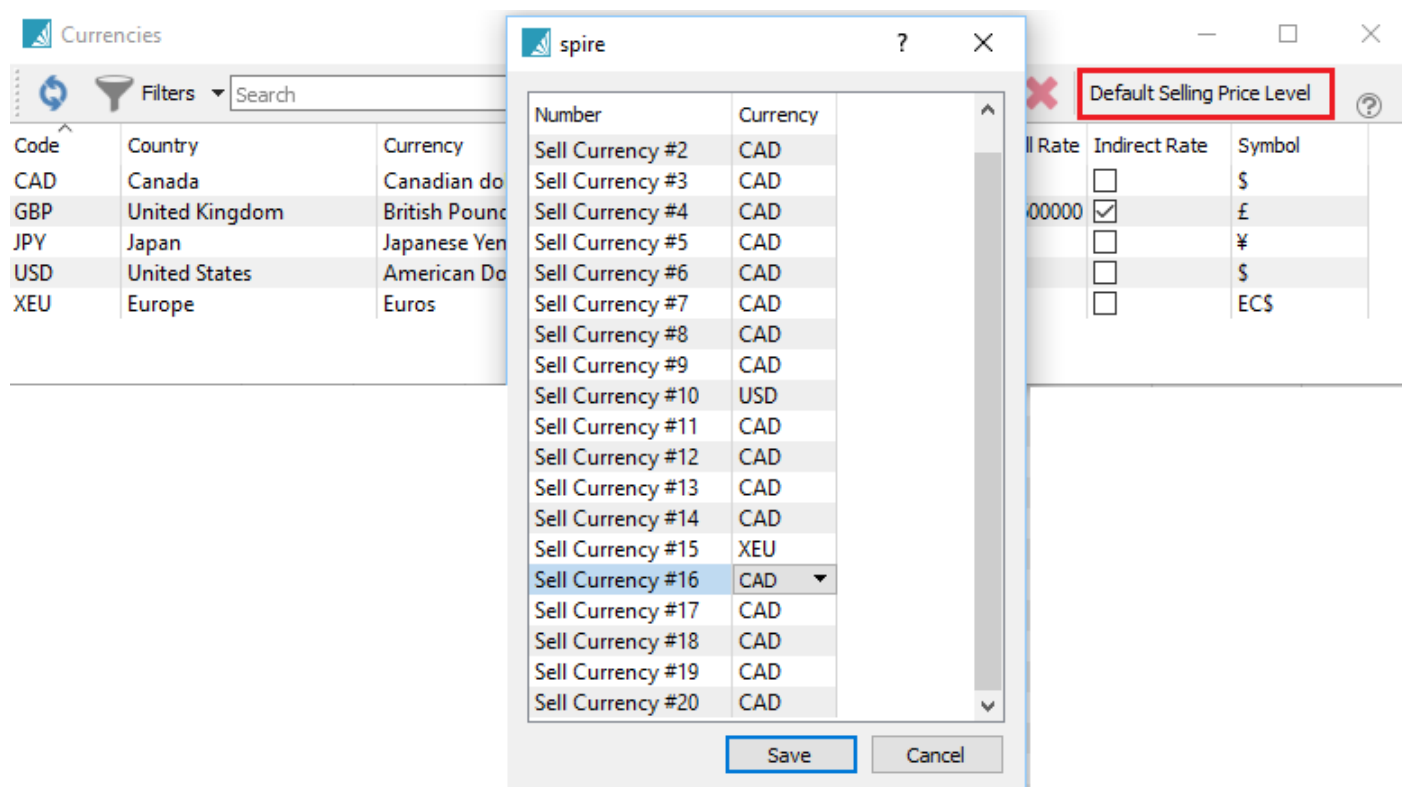 Currencies
Filters
Search
Default Selling Price Level
?
Code Country Currency ll Rate Indirect Rate Symbol
CAD Canada Canadian do $
GBP United Kingdom British Pound 500000 £
JPY Japan Japanese Yen ¥
USD United States American Do $
XEU Europe Euros EC$
spire
?
Number Currency
Sell Currency #2 CAD
Sell Currency #3 CAD
Sell Currency #4 CAD
Sell Currency #5 CAD
Sell Currency #6 CAD
Sell Currency #7 CAD
Sell Currency #8 CAD
Sell Currency #9 CAD
Sell Currency #10 USD
Sell Currency #11 CAD
Sell Currency #12 CAD
Sell Currency #13 CAD
Sell Currency #14 CAD
Sell Currency #15 XEU
Sell Currency #16 CAD
Sell Currency #17 CAD
Sell Currency #18 CAD
Sell Currency #19 CAD
Sell Currency #20 CAD
Save Cancel